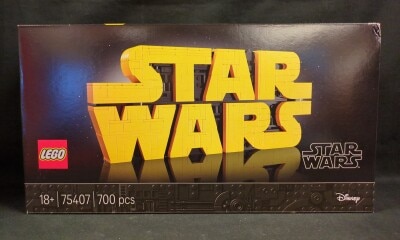 STAR
WARS
LEGO
STAR
WARS
18+ | 75407 | 700 pcs
Disney